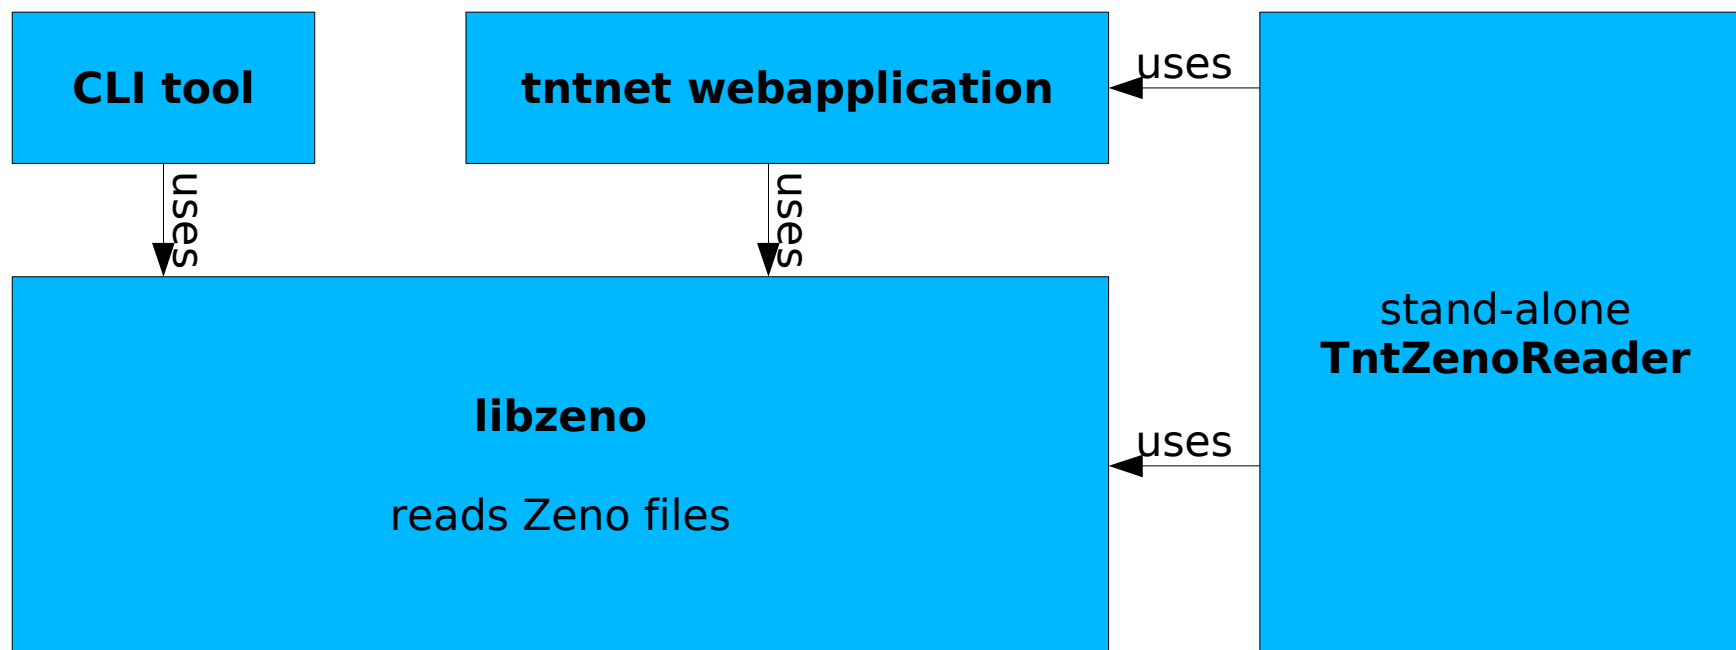 CLI tool
tntnet webapplication
uses
uses
uses
stand-alone
TntZenoReader
libzeno
reads Zeno files
uses